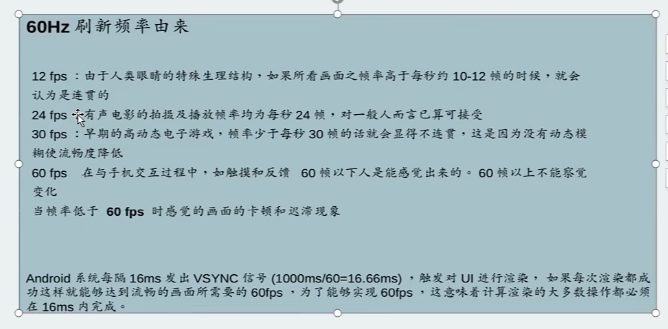 60Hz 刷新频率由来
12 fps ：由于人类眼睛的特殊生理结构，如果所看画面之帧率高于每秒约 10-12 帧的时候，就会
认为是连贯的
24 fps ：有声电影的拍摄及播放帧率均为每秒 24 帧，对一般人而言已算可接受
30 fps ：早期的高动态电子游戏，帧率少于每秒 30 帧的话就会显得不连贯，这是因为没有动态模
糊使流畅度降低
60 fps 在与手机交互过程中，如触摸和反馈 60 帧以下人是能感觉出来的。 60 帧以上不能察觉
变化
当帧率低于 60 fps 时感觉的画面的卡顿和迟滞现象
Android 系统每隔 16ms 发出 VSYNC 信号 (1000ms/60=16.66ms) ，触发对 UI 进行渲染， 如果每次渲染都成
功这样就能够达到流畅的画面所需要的 60fps ，为了能够实现 60fps ，这意味着计算渲染的大多数操作都必须
在 16ms 内完成。